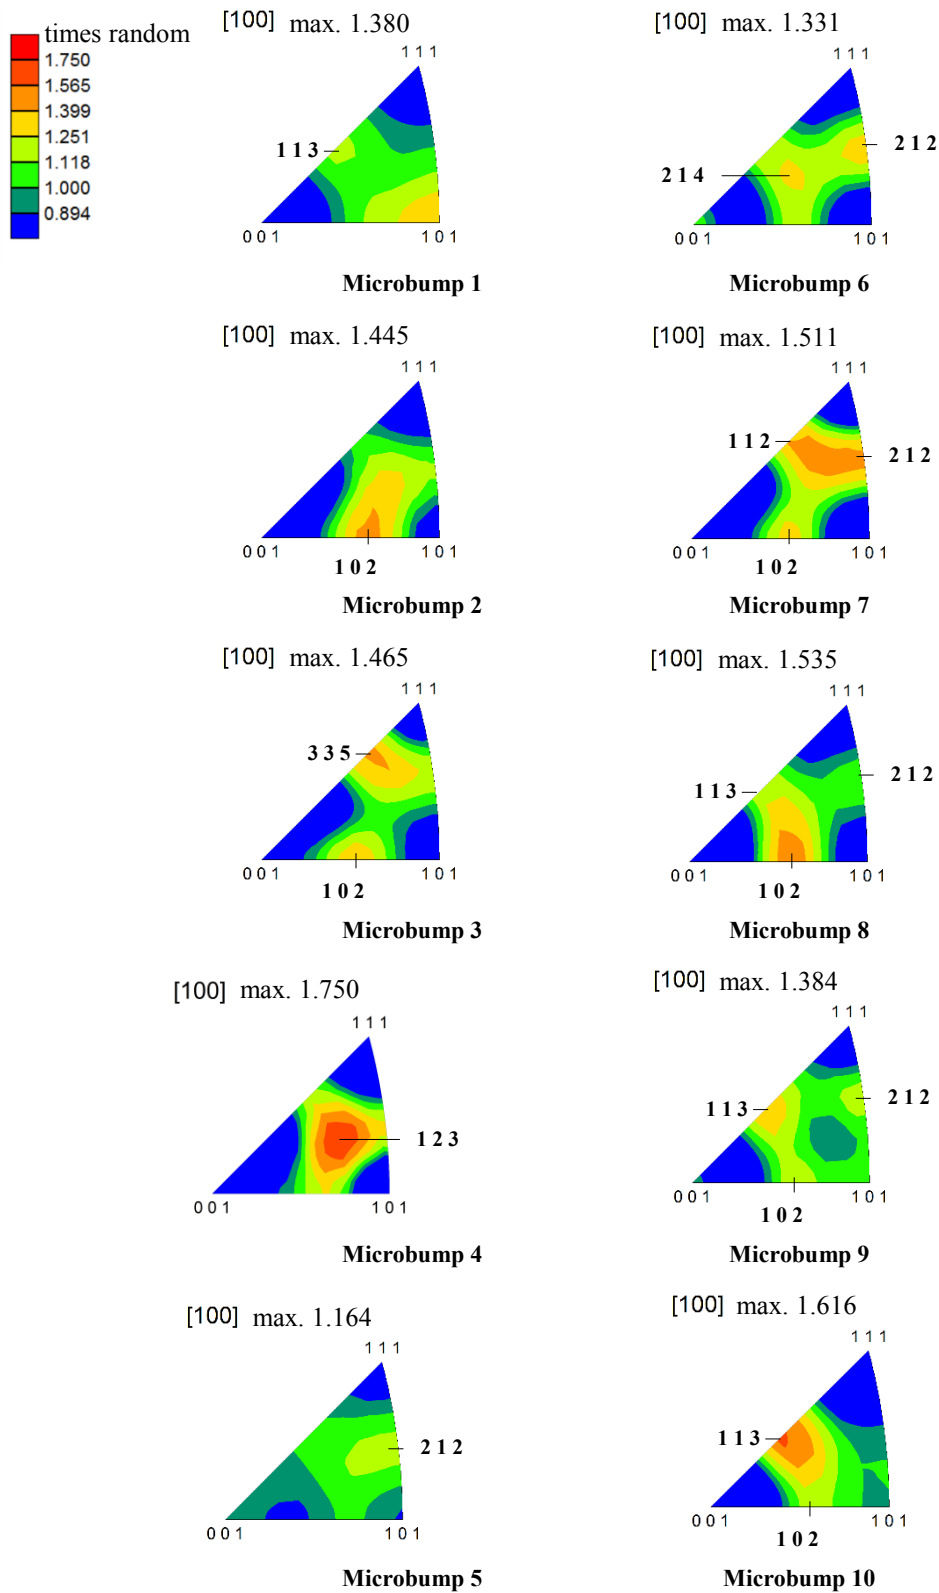 times random
1.750
1.565
1.399
1.251
1.118
1.000
0.894
[100] max. 1.380
1 1 1
1 1 3
0 0 1
1 0 1
Microbump 1
[100] max. 1.331
1 1 1
2 1 2
2 1 4
0 0 1
1 0 1
Microbump 6
[100] max. 1.445
1 1 1
0 0 1
1 0 1
1 0 2
Microbump 2
[100] max. 1.511
1 1 1
1 1 2
2 1 2
0 0 1
1 0 1
1 0 2
Microbump 7
[100] max. 1.465
1 1 1
3 3 5
0 0 1
1 0 1
1 0 2
Microbump 3
[100] max. 1.535
1 1 1
2 1 2
1 1 3
0 0 1
1 0 1
1 0 2
Microbump 8
[100] max. 1.750
1 1 1
1 2 3
0 0 1
1 0 1
Microbump 4
[100] max. 1.384
1 1 1
2 1 2
1 1 3
0 0 1
1 0 1
1 0 2
Microbump 9
[100] max. 1.164
1 1 1
2 1 2
0 0 1
1 0 1
Microbump 5
[100] max. 1.616
1 1 1
1 1 3
0 0 1
1 0 1
1 0 2
Microbump 10